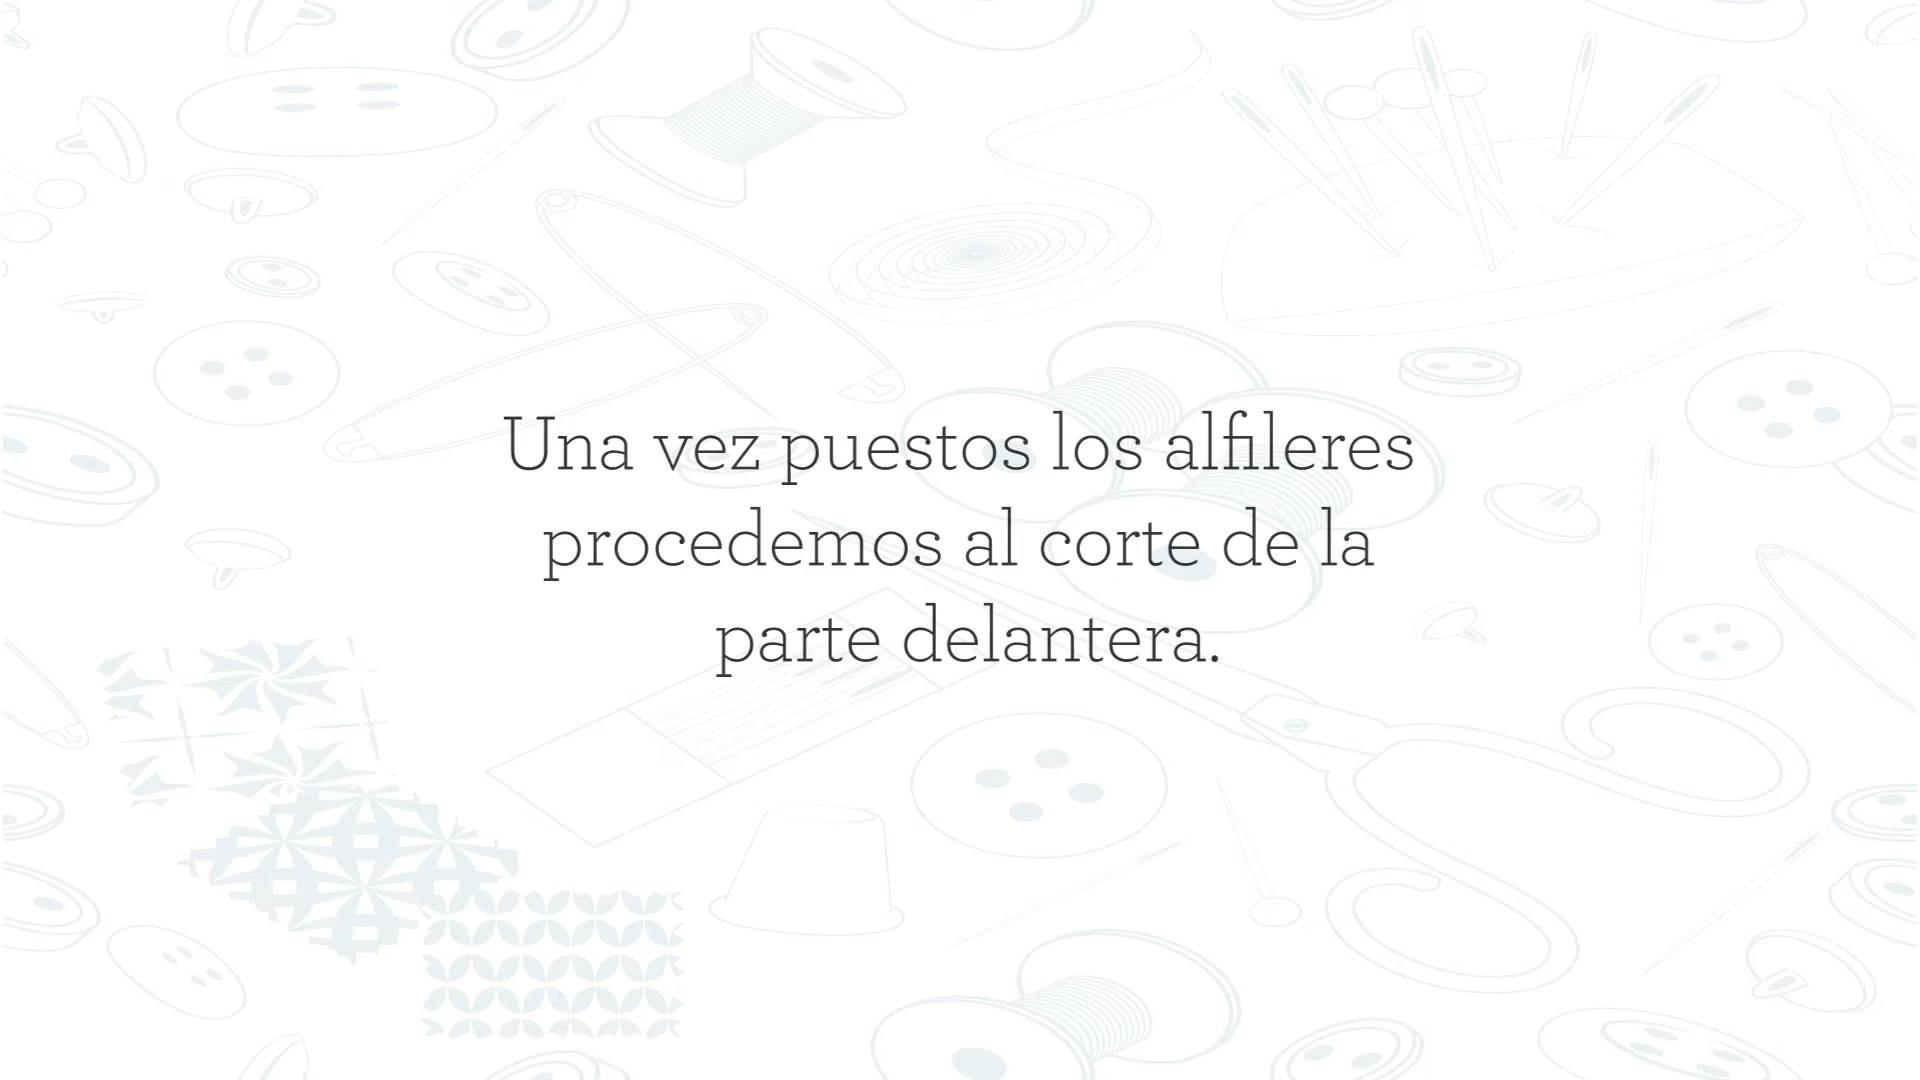 Una vez puestos los alfileres
procedemos al corte de la
parte delantera.